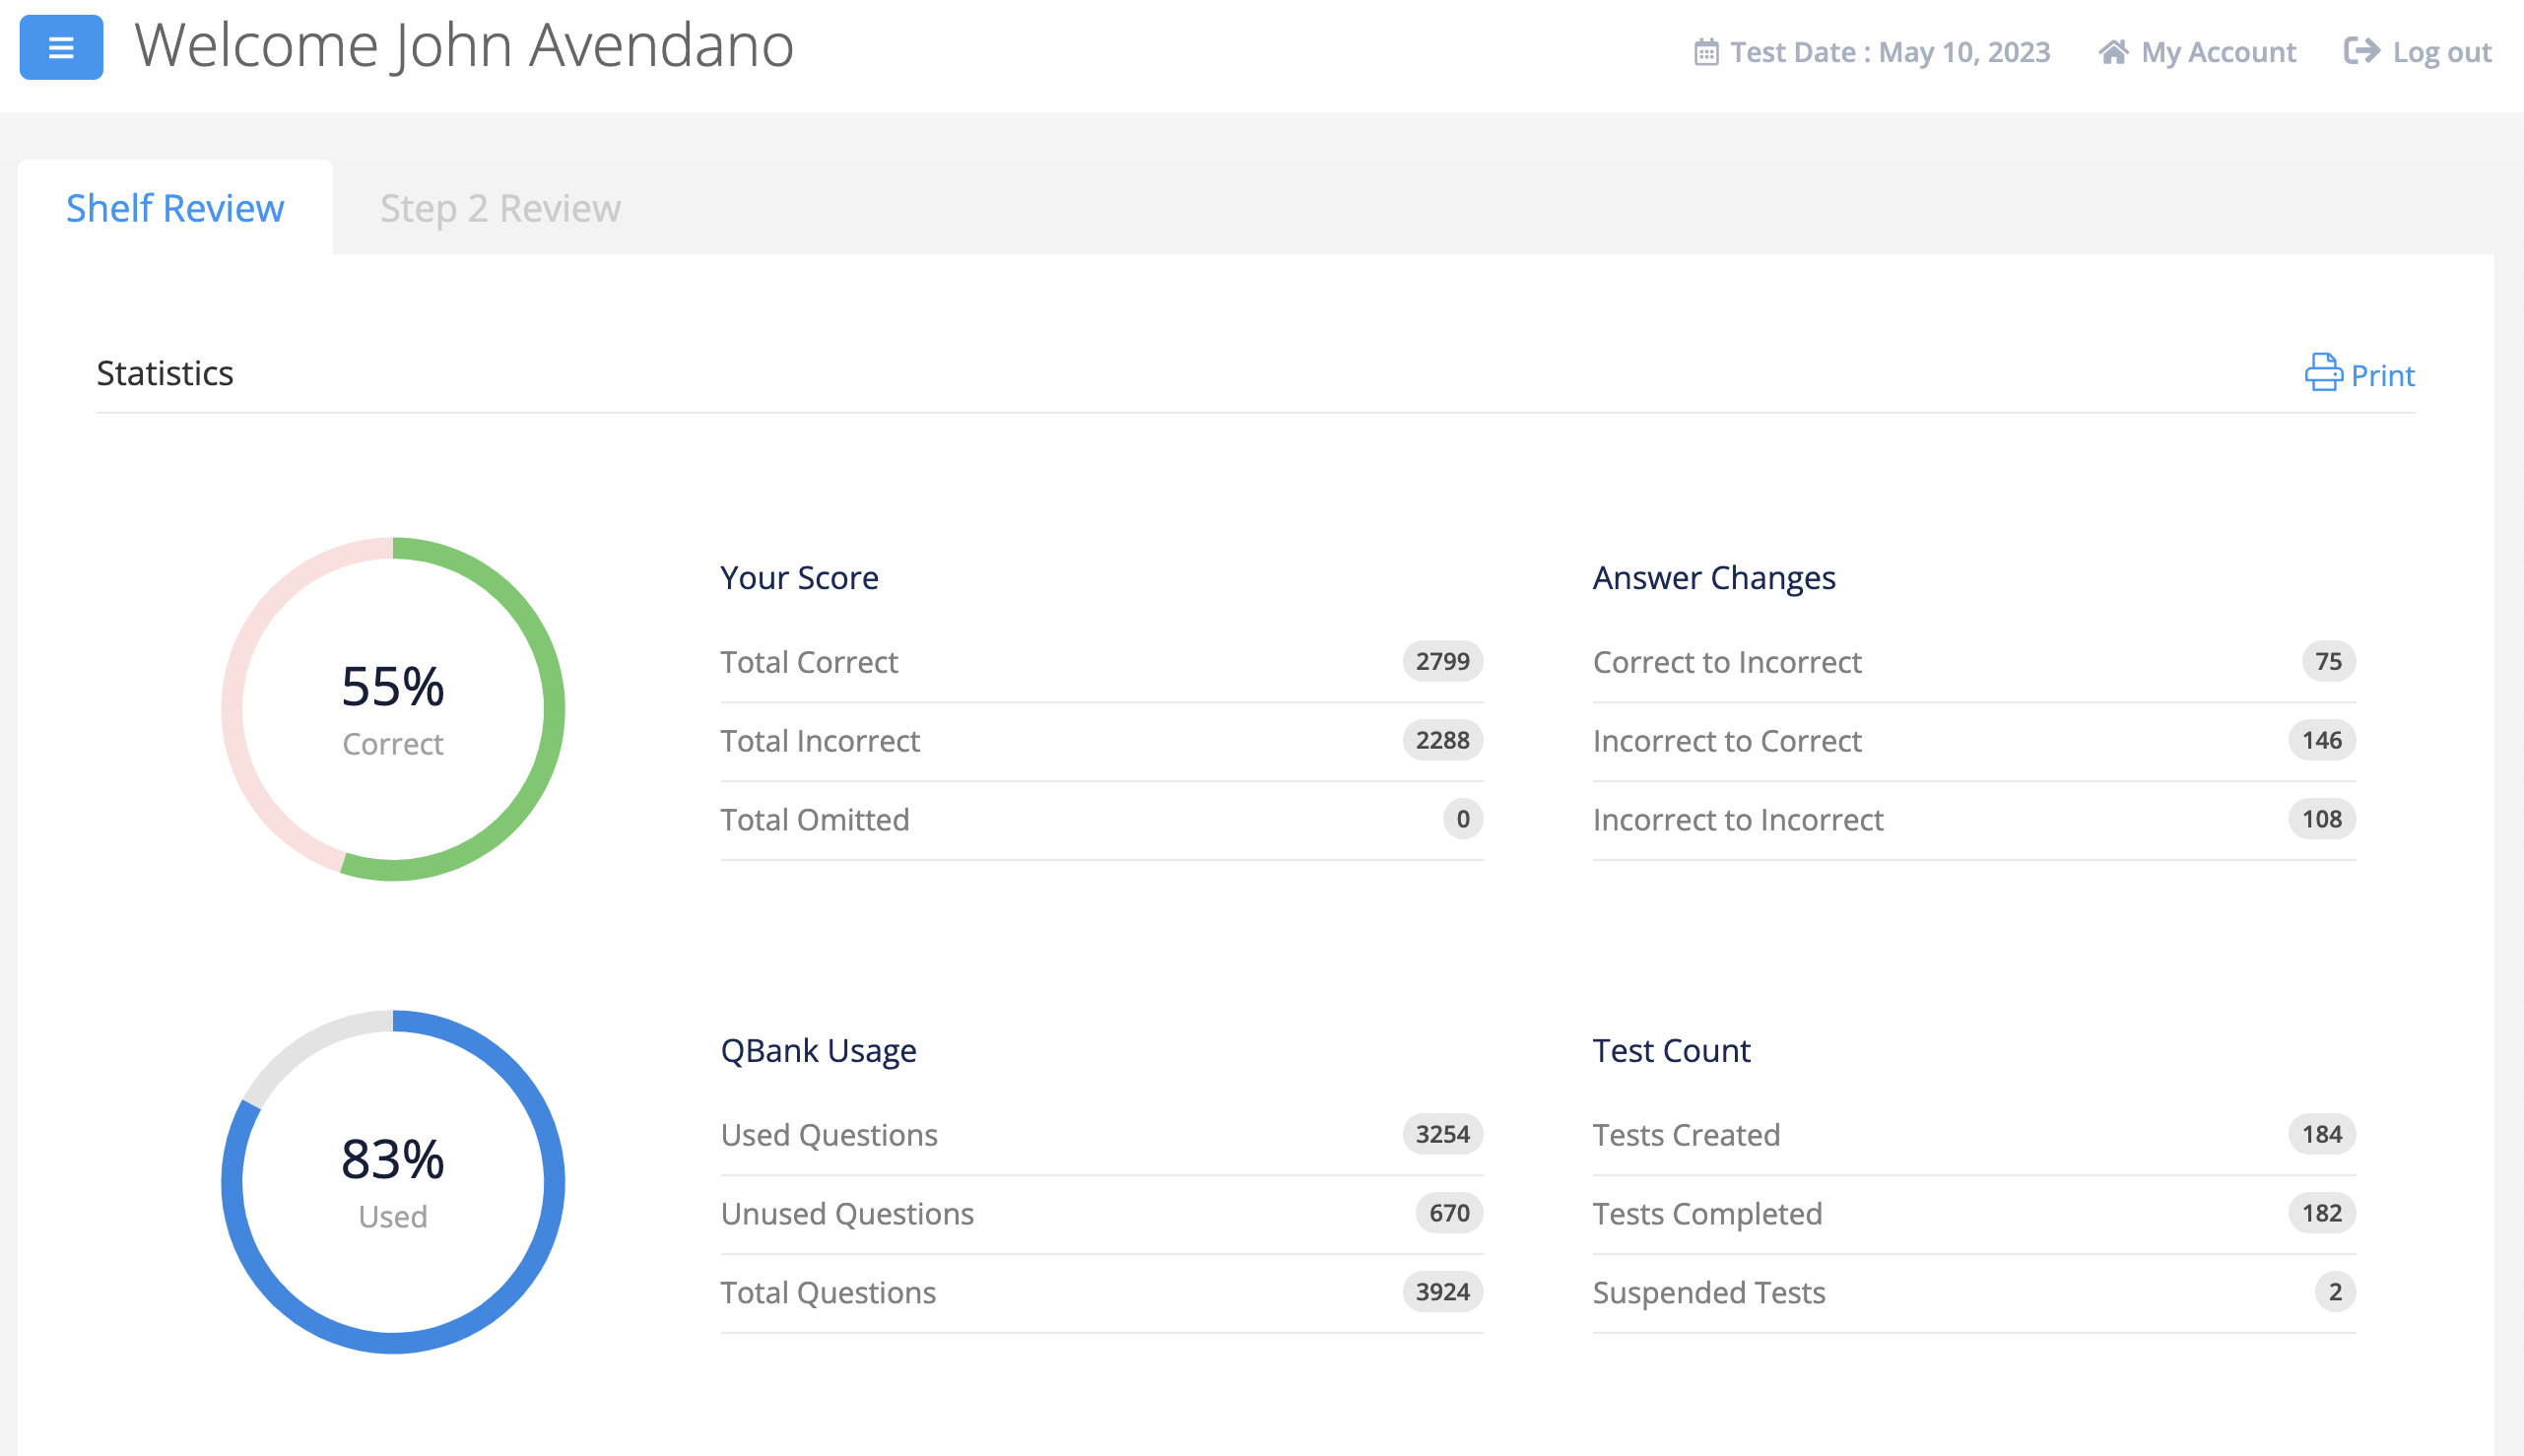 Welcome John Avendano
Test Date : May 10, 2023
My Account
Log out
Shelf Review
Step 2 Review
Statistics
Print
55%
Correct
Your Score
Total Correct 2799
Total Incorrect 2288
Total Omitted 0
Answer Changes
Correct to Incorrect 75
Incorrect to Correct 146
Incorrect to Incorrect 108
83%
Used
QBank Usage
Used Questions 3254
Unused Questions 670
Total Questions 3924
Test Count
Tests Created 184
Tests Completed 182
Suspended Tests 2